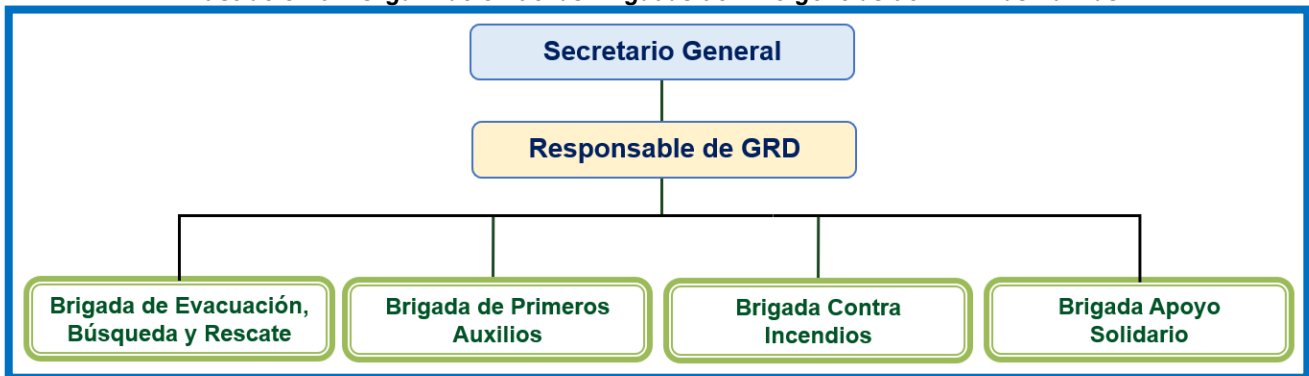 Secretario General
Responsable de GRD
Brigada de Evacuación,
Búsqueda y Rescate
Brigada de Primeros
Auxilios
Brigada Contra
Incendios
Brigada Apoyo
Solidario